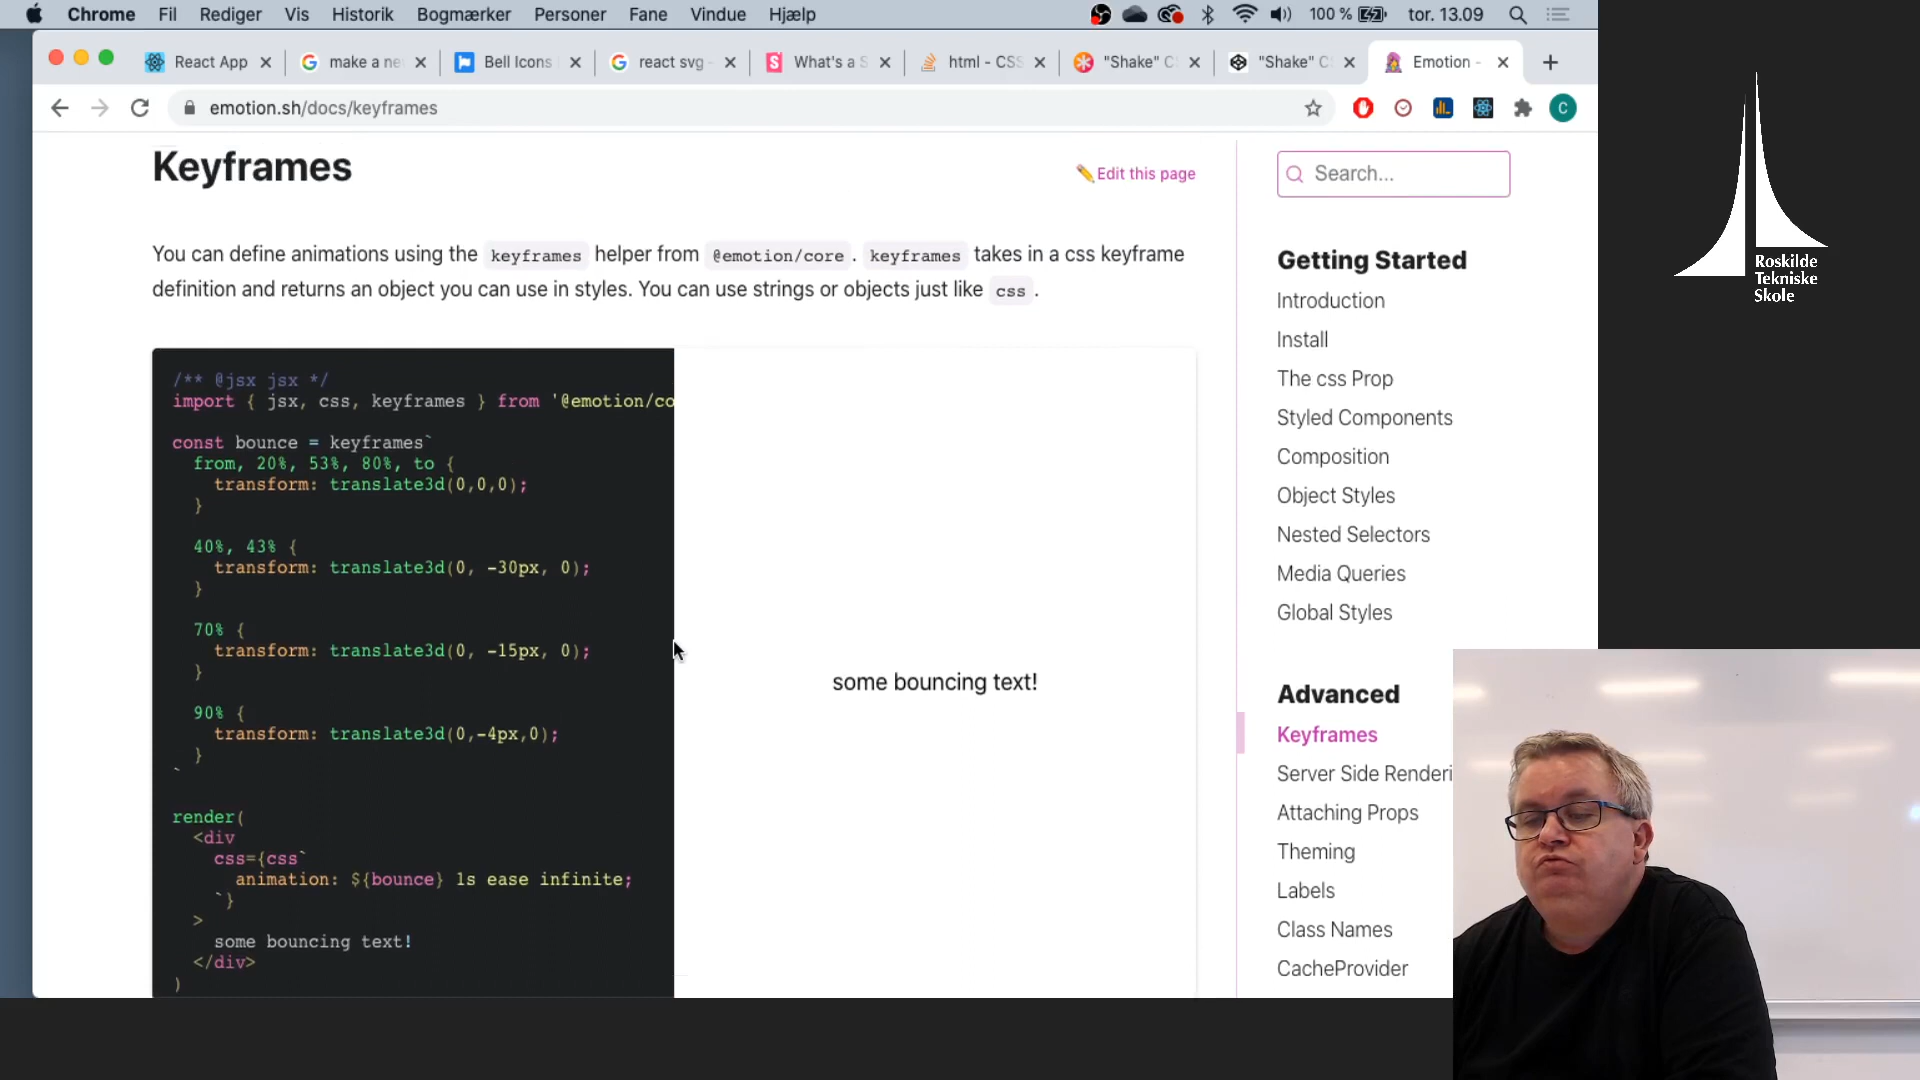 Chrome Fil Rediger Vis Historik Bogmærker Personer Fane Vindue Hjælp 100 % tor. 13.09
React App make a ne Bell Icons react svg - What's a S html - CSS "Shake" C "Shake" C Emotion -
emotion.sh/docs/keyframes
C
Keyframes
Edit this page
You can define animations using the keyframes helper from @emotion/core . keyframes takes in a css keyframe
definition and returns an object you can use in styles. You can use strings or objects just like css .
/** @jsx jsx */
import { jsx, css, keyframes } from '@emotion/co
const bounce = keyframes`
from, 20%, 53%, 80%, to {
transform: translate3d(0,0,0);
}
40%, 43% {
transform: translate3d(0, -30px, 0);
}
70% {
transform: translate3d(0, -15px, 0);
}
90% {
transform: translate3d(0,-4px,0);
}
`
render(
<div
css={css`
animation: ${bounce} 1s ease infinite;
`}
>
some bouncing text!
</div>
)
some bouncing text!
Search...
Getting Started
Introduction
Install
The css Prop
Styled Components
Composition
Object Styles
Nested Selectors
Media Queries
Global Styles
Advanced
Keyframes
Server Side Renderi
Attaching Props
Theming
Labels
Class Names
CacheProvider
Roskilde
Tekniske
Skole